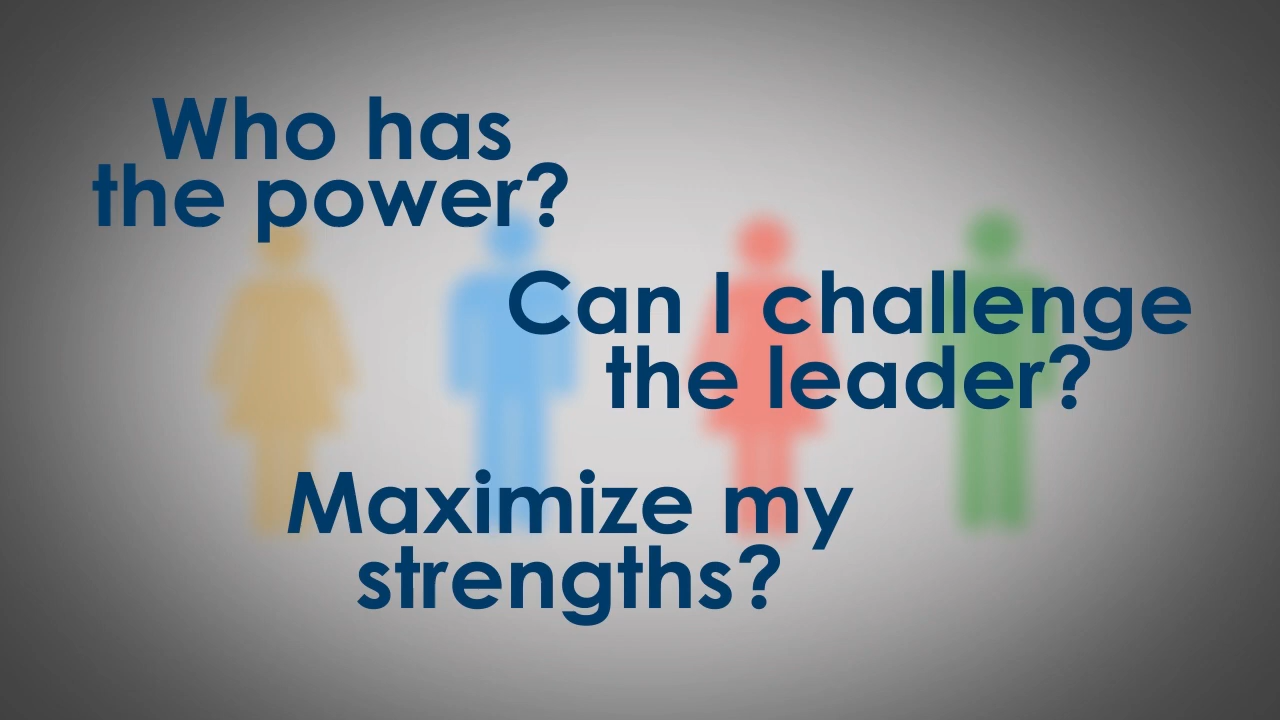 Who has
the power?
Can I challenge
the leader?
Maximize my
strengths?